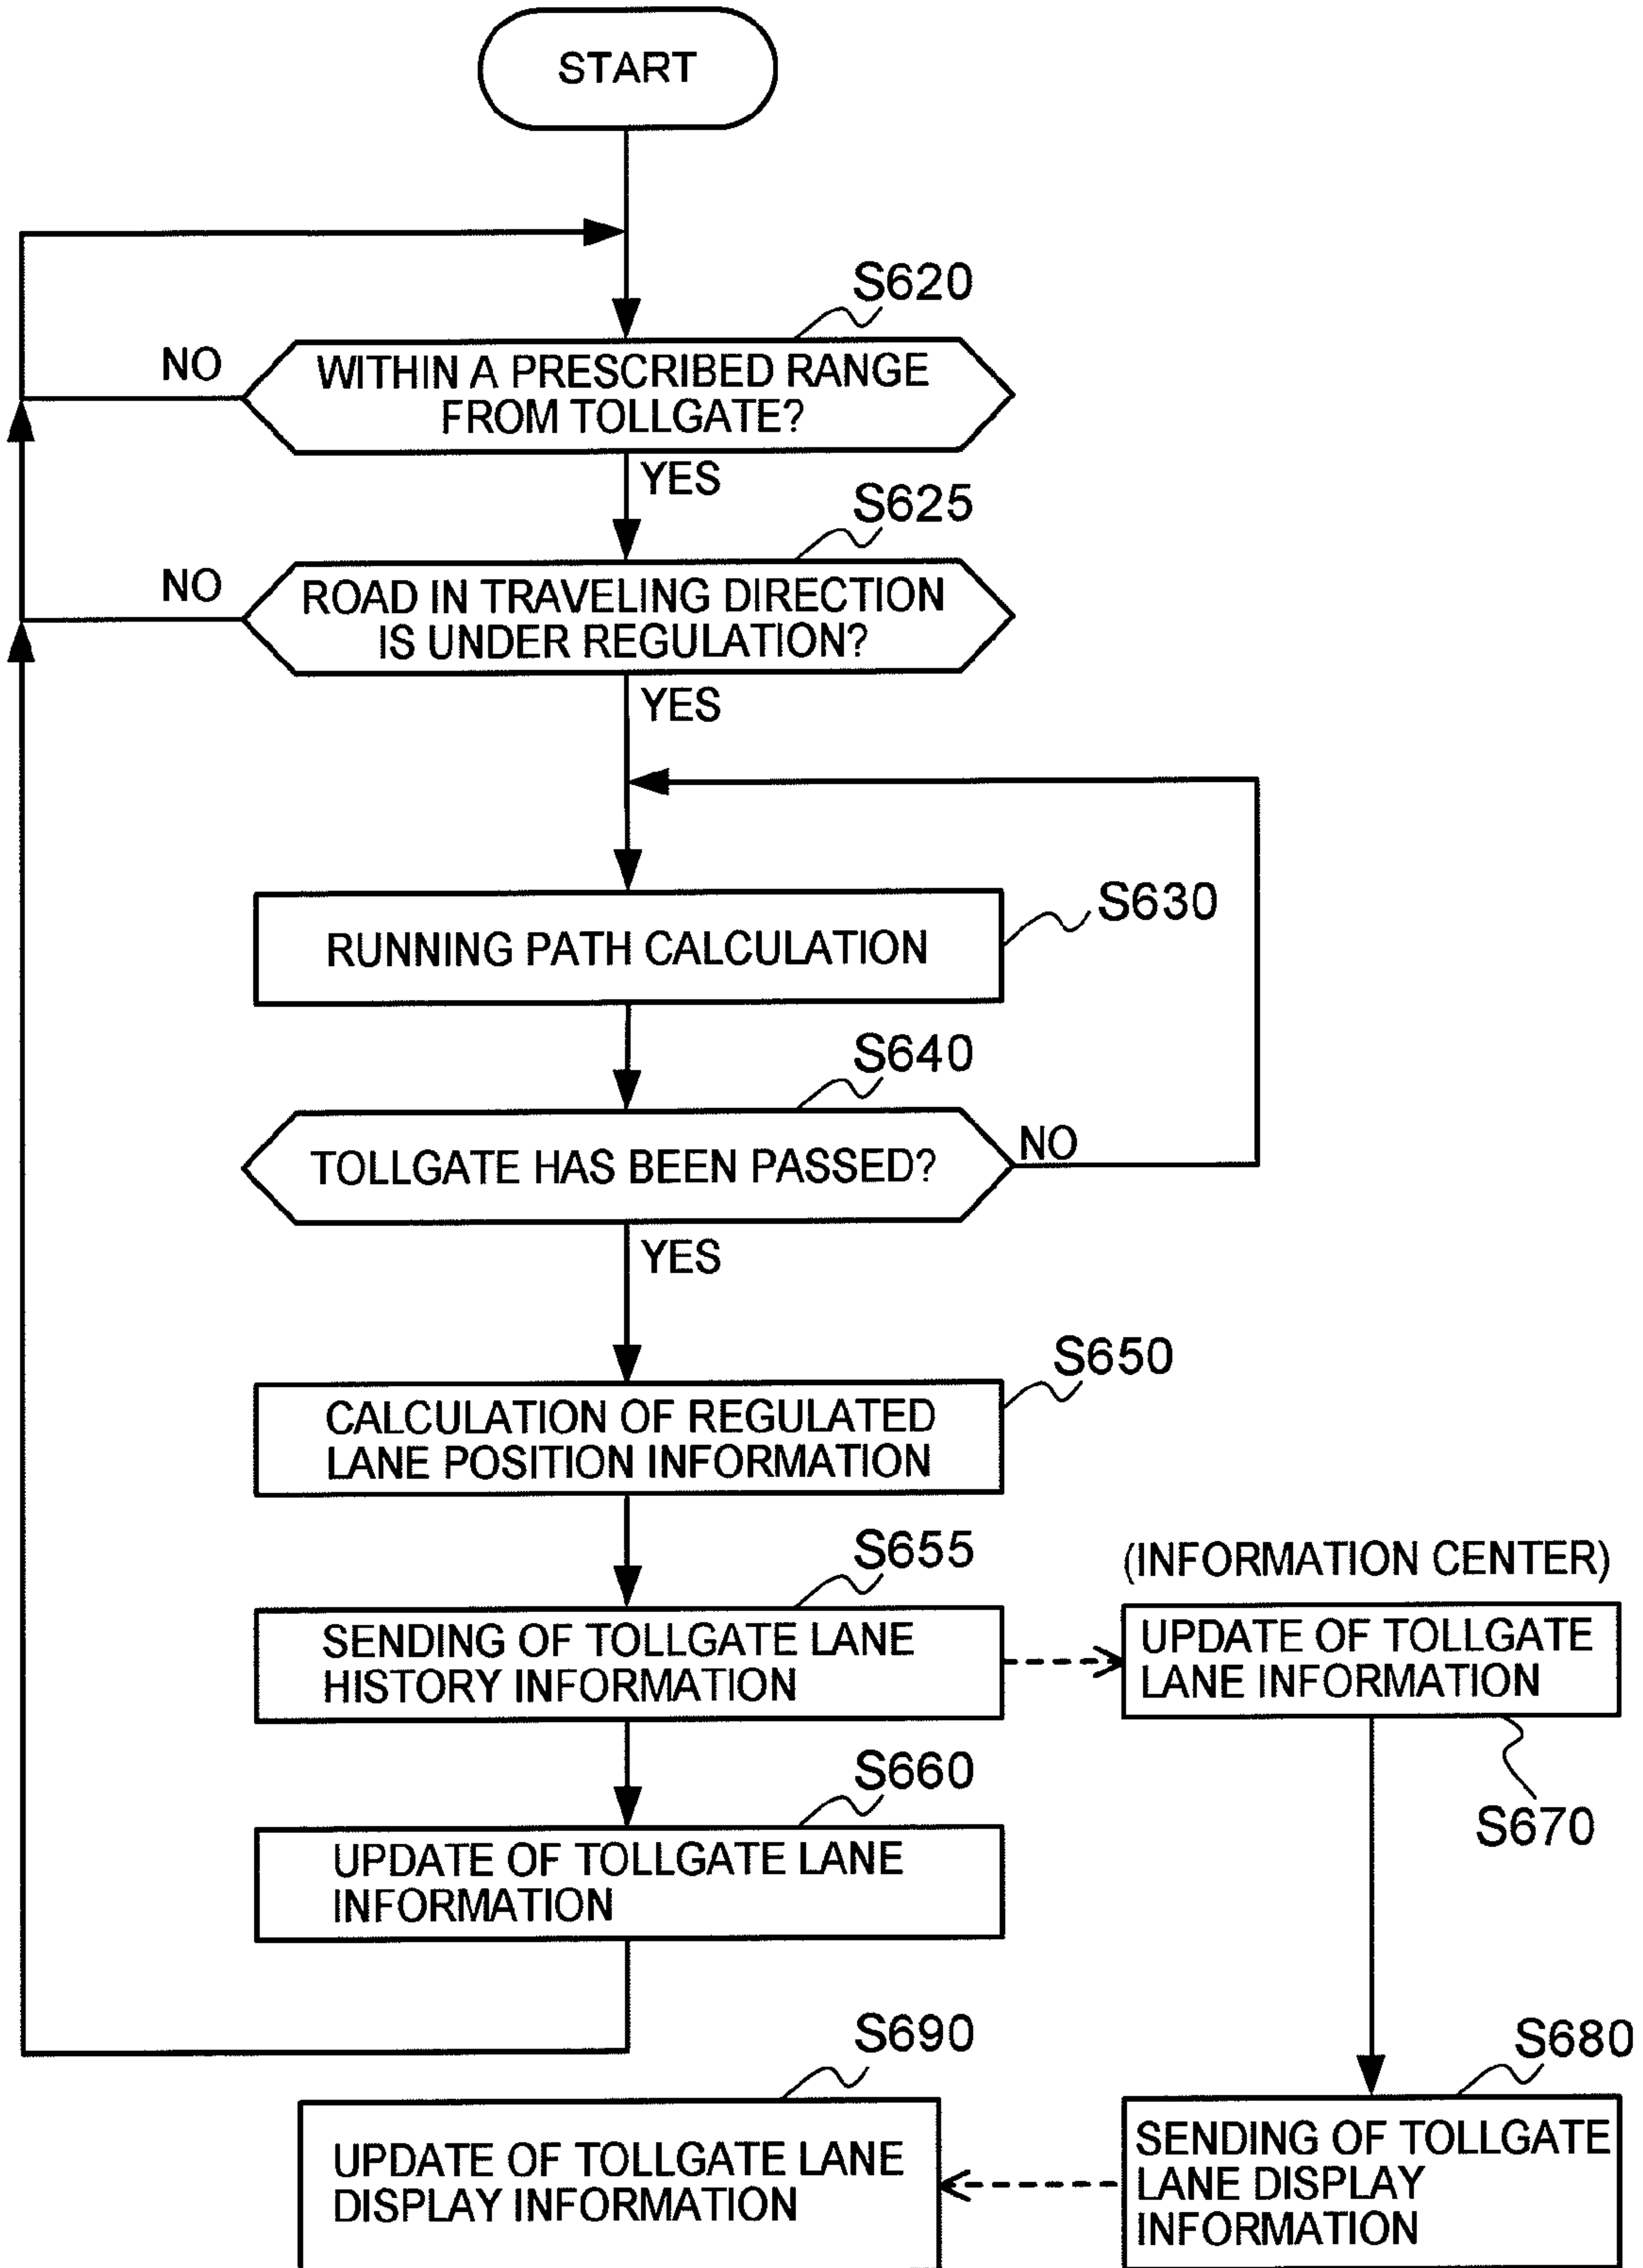 START
S620
NO
WITHIN A PRESCRIBED RANGE
FROM TOLLGATE?
YES
S625
NO
ROAD IN TRAVELING DIRECTION
IS UNDER REGULATION?
YES
S630
RUNNING PATH CALCULATION
S640
TOLLGATE HAS BEEN PASSED?
NO
YES
S650
CALCULATION OF REGULATED
LANE POSITION INFORMATION
S655
SENDING OF TOLLGATE LANE
HISTORY INFORMATION
(INFORMATION CENTER)
UPDATE OF TOLLGATE
LANE INFORMATION
S670
S660
UPDATE OF TOLLGATE LANE
INFORMATION
S680
SENDING OF TOLLGATE
LANE DISPLAY
INFORMATION
S690
UPDATE OF TOLLGATE LANE
DISPLAY INFORMATION